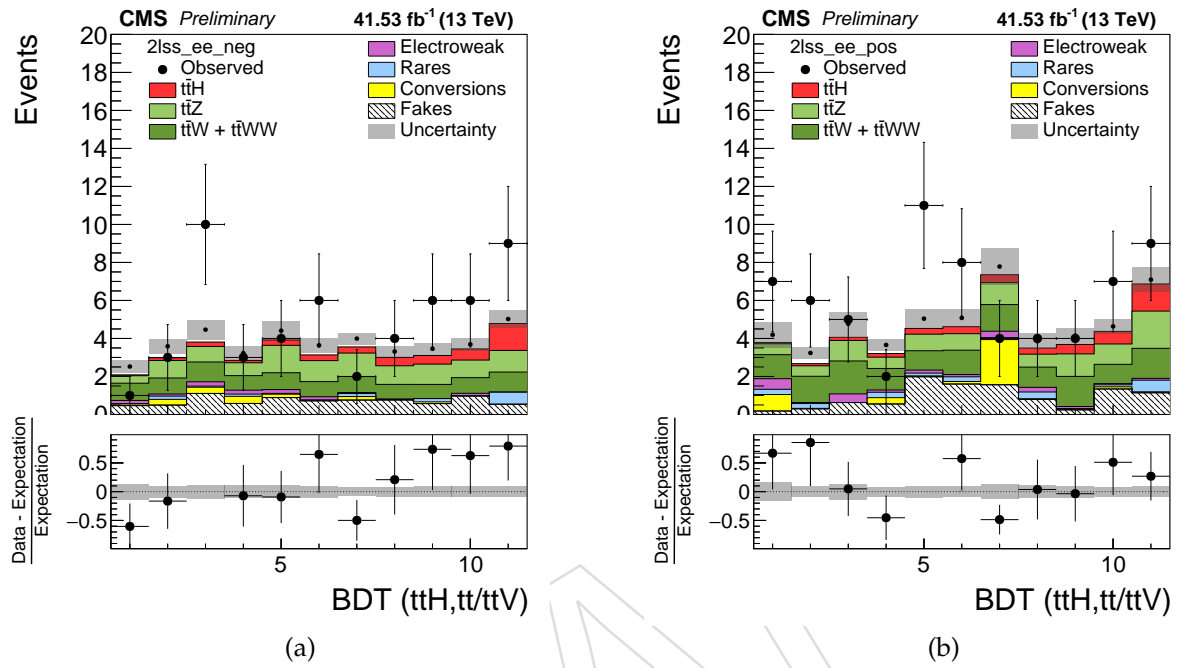 CMS Preliminary 41.53 fb⁻¹ (13 TeV)
Events
20
18
16
14
12
10
8
6
4
2
0
2lss_ee_neg
Observed
tt̄H
tt̄Z
tt̄W + tt̄WW
Electroweak
Rares
Conversions
Fakes
Uncertainty
Data - Expectation
Expectation
0.5
0
−0.5
5 10
BDT (ttH,tt/ttV)
(a)
CMS Preliminary 41.53 fb⁻¹ (13 TeV)
Events
20
18
16
14
12
10
8
6
4
2
0
2lss_ee_pos
Observed
tt̄H
tt̄Z
tt̄W + tt̄WW
Electroweak
Rares
Conversions
Fakes
Uncertainty
Data - Expectation
Expectation
0.5
0
−0.5
5 10
BDT (ttH,tt/ttV)
(b)